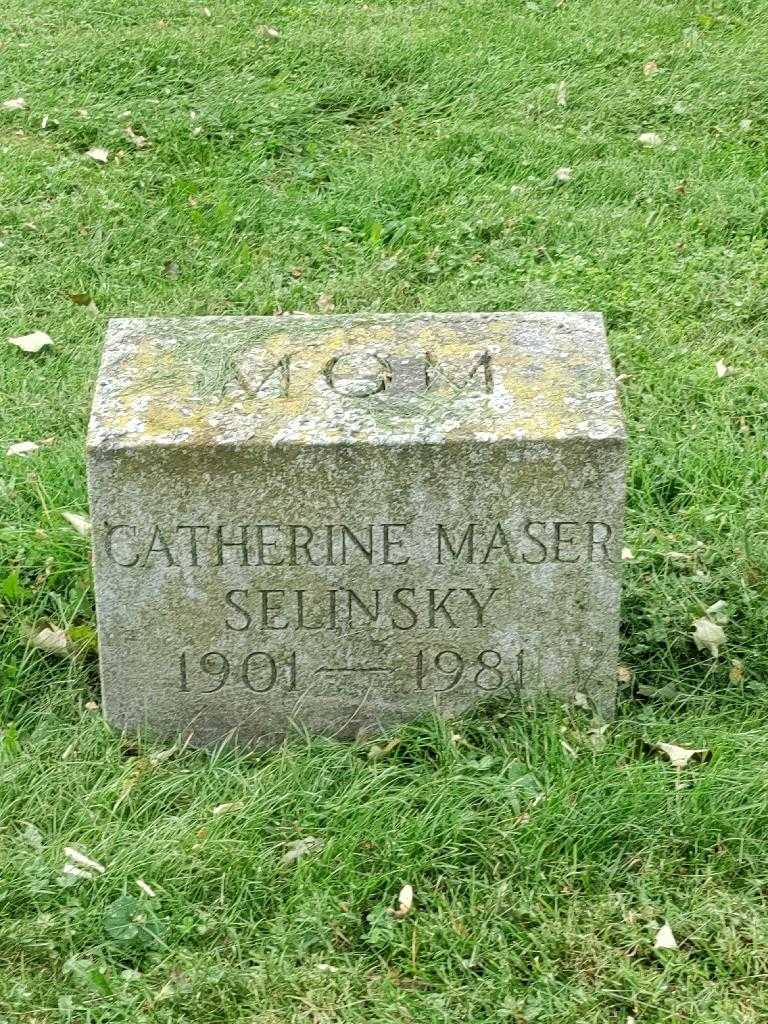 MOM
CATHERINE MASER
SELINSKY
1901 — 1981